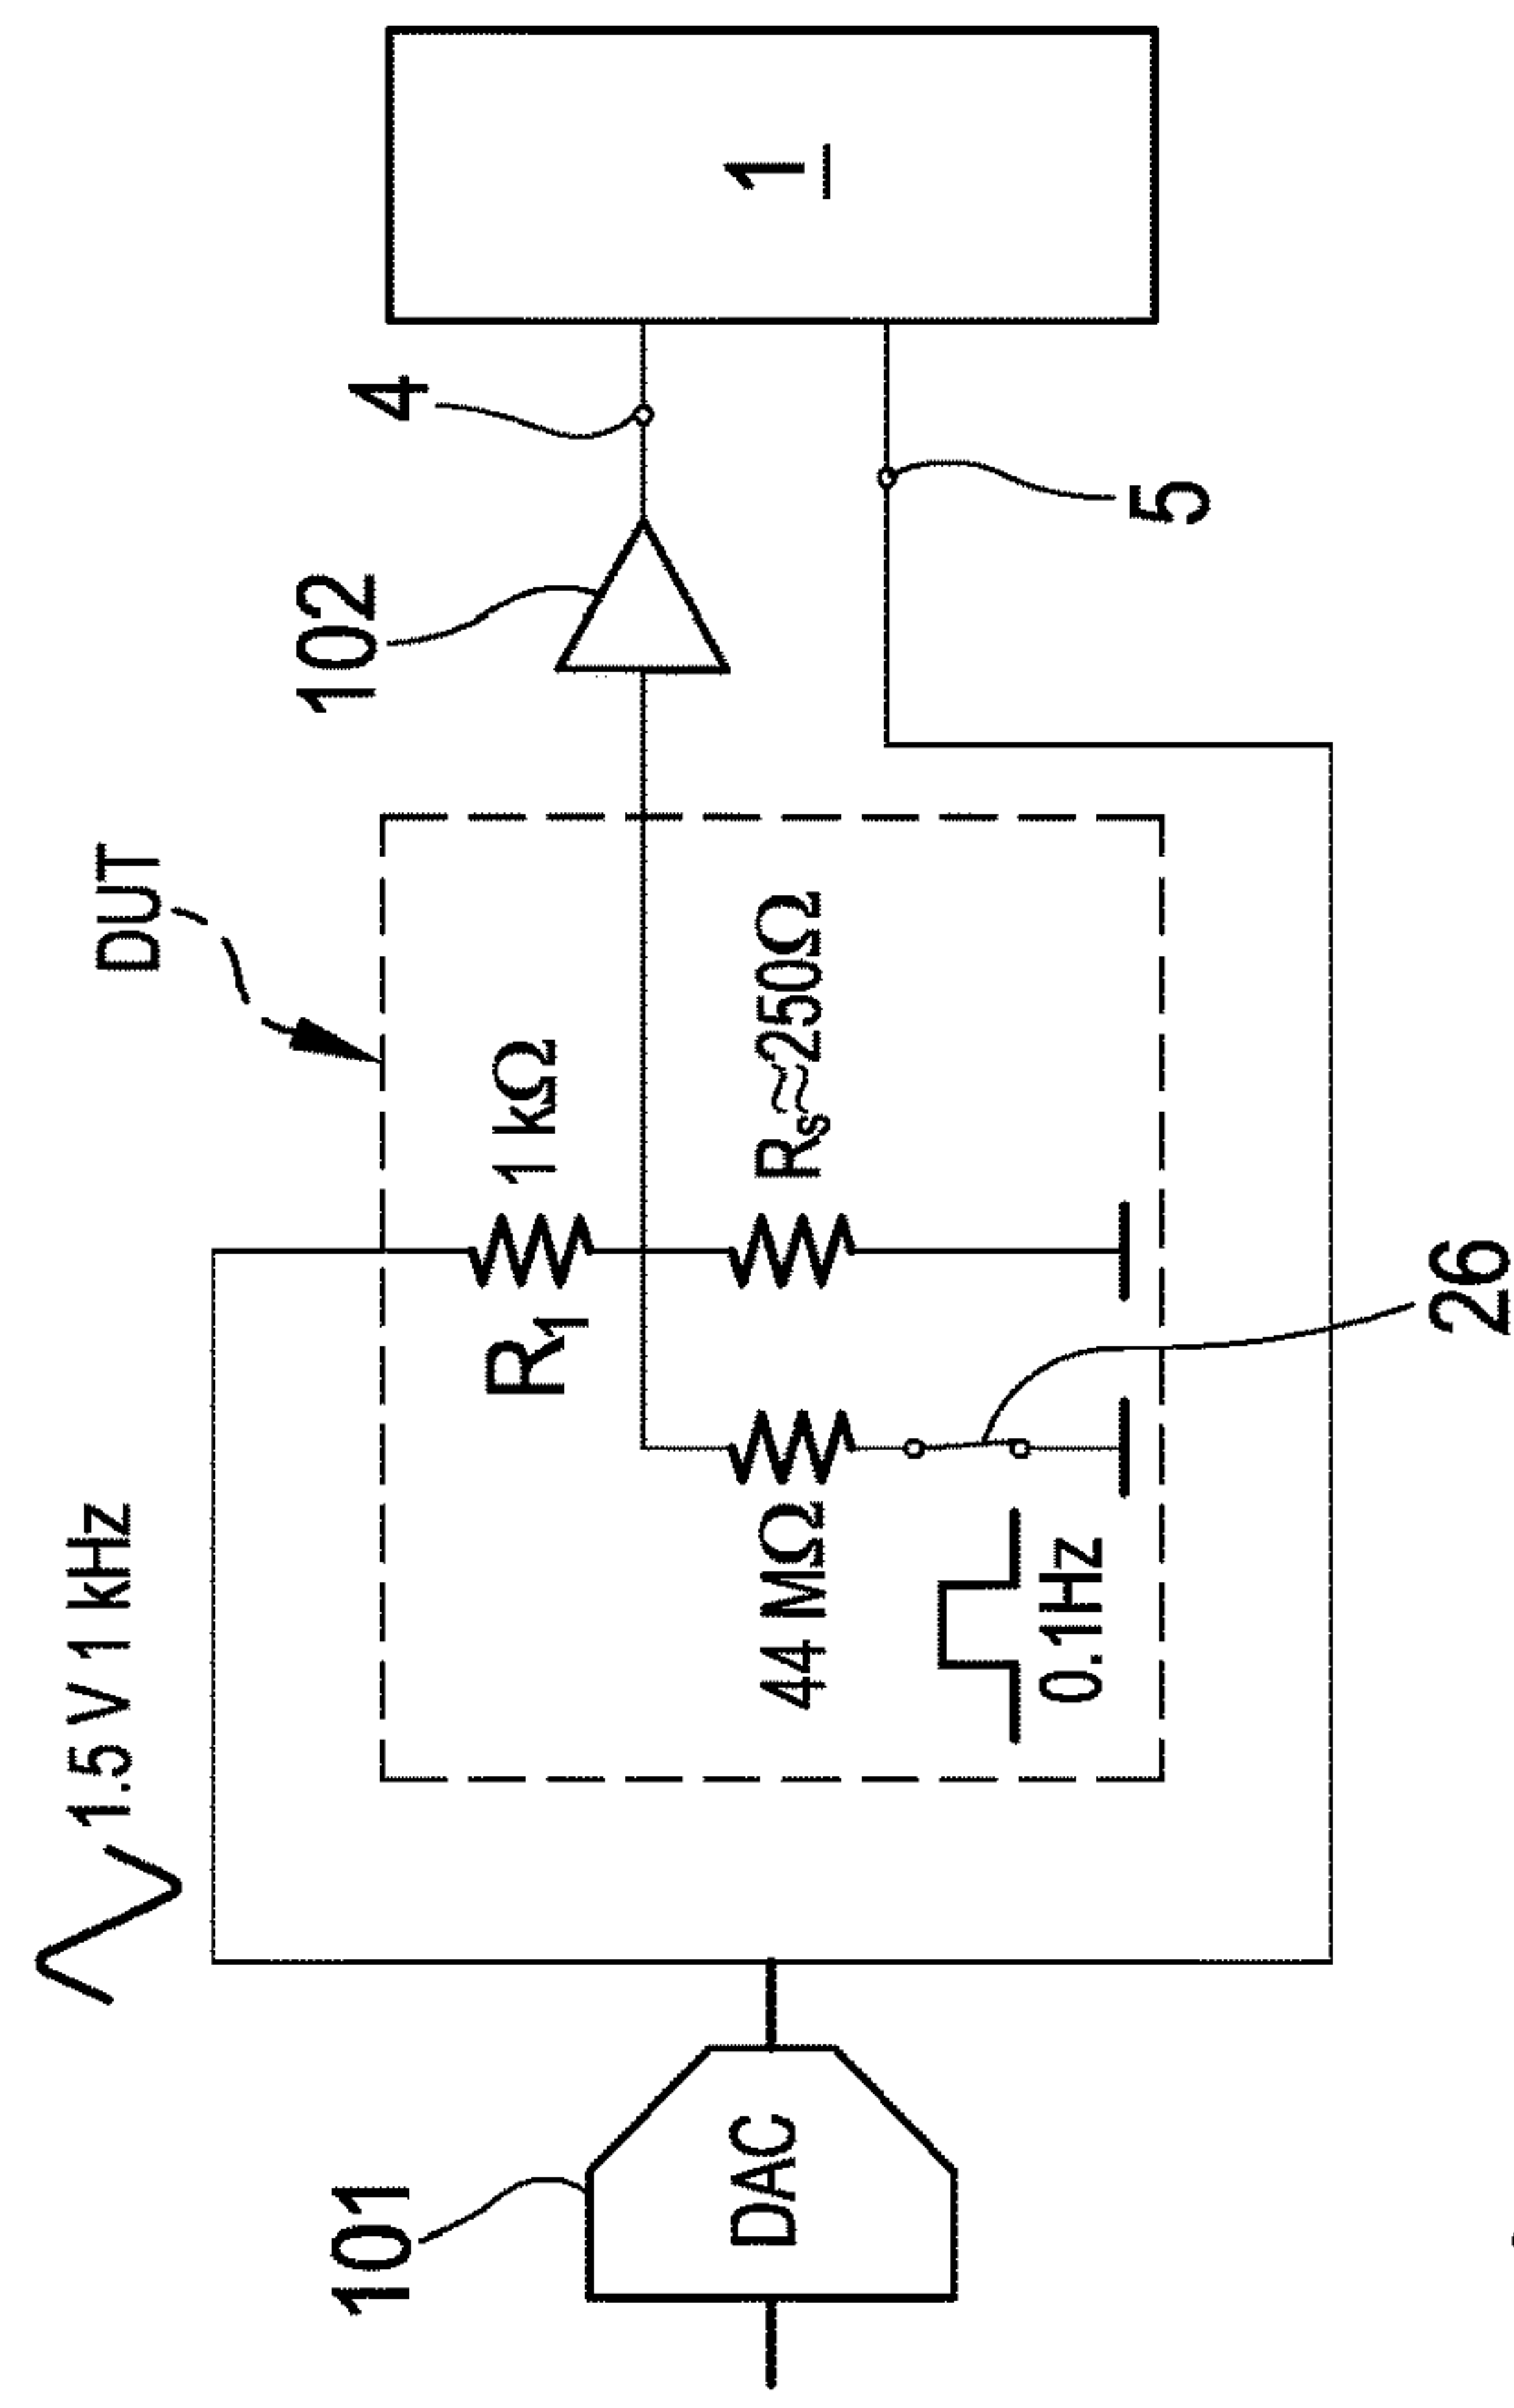 1.5 V 1 kHz
DUT
101
DAC
R1
1 kΩ
44 MΩ
Rs≈250Ω
0.1Hz
26
102
4
5
1